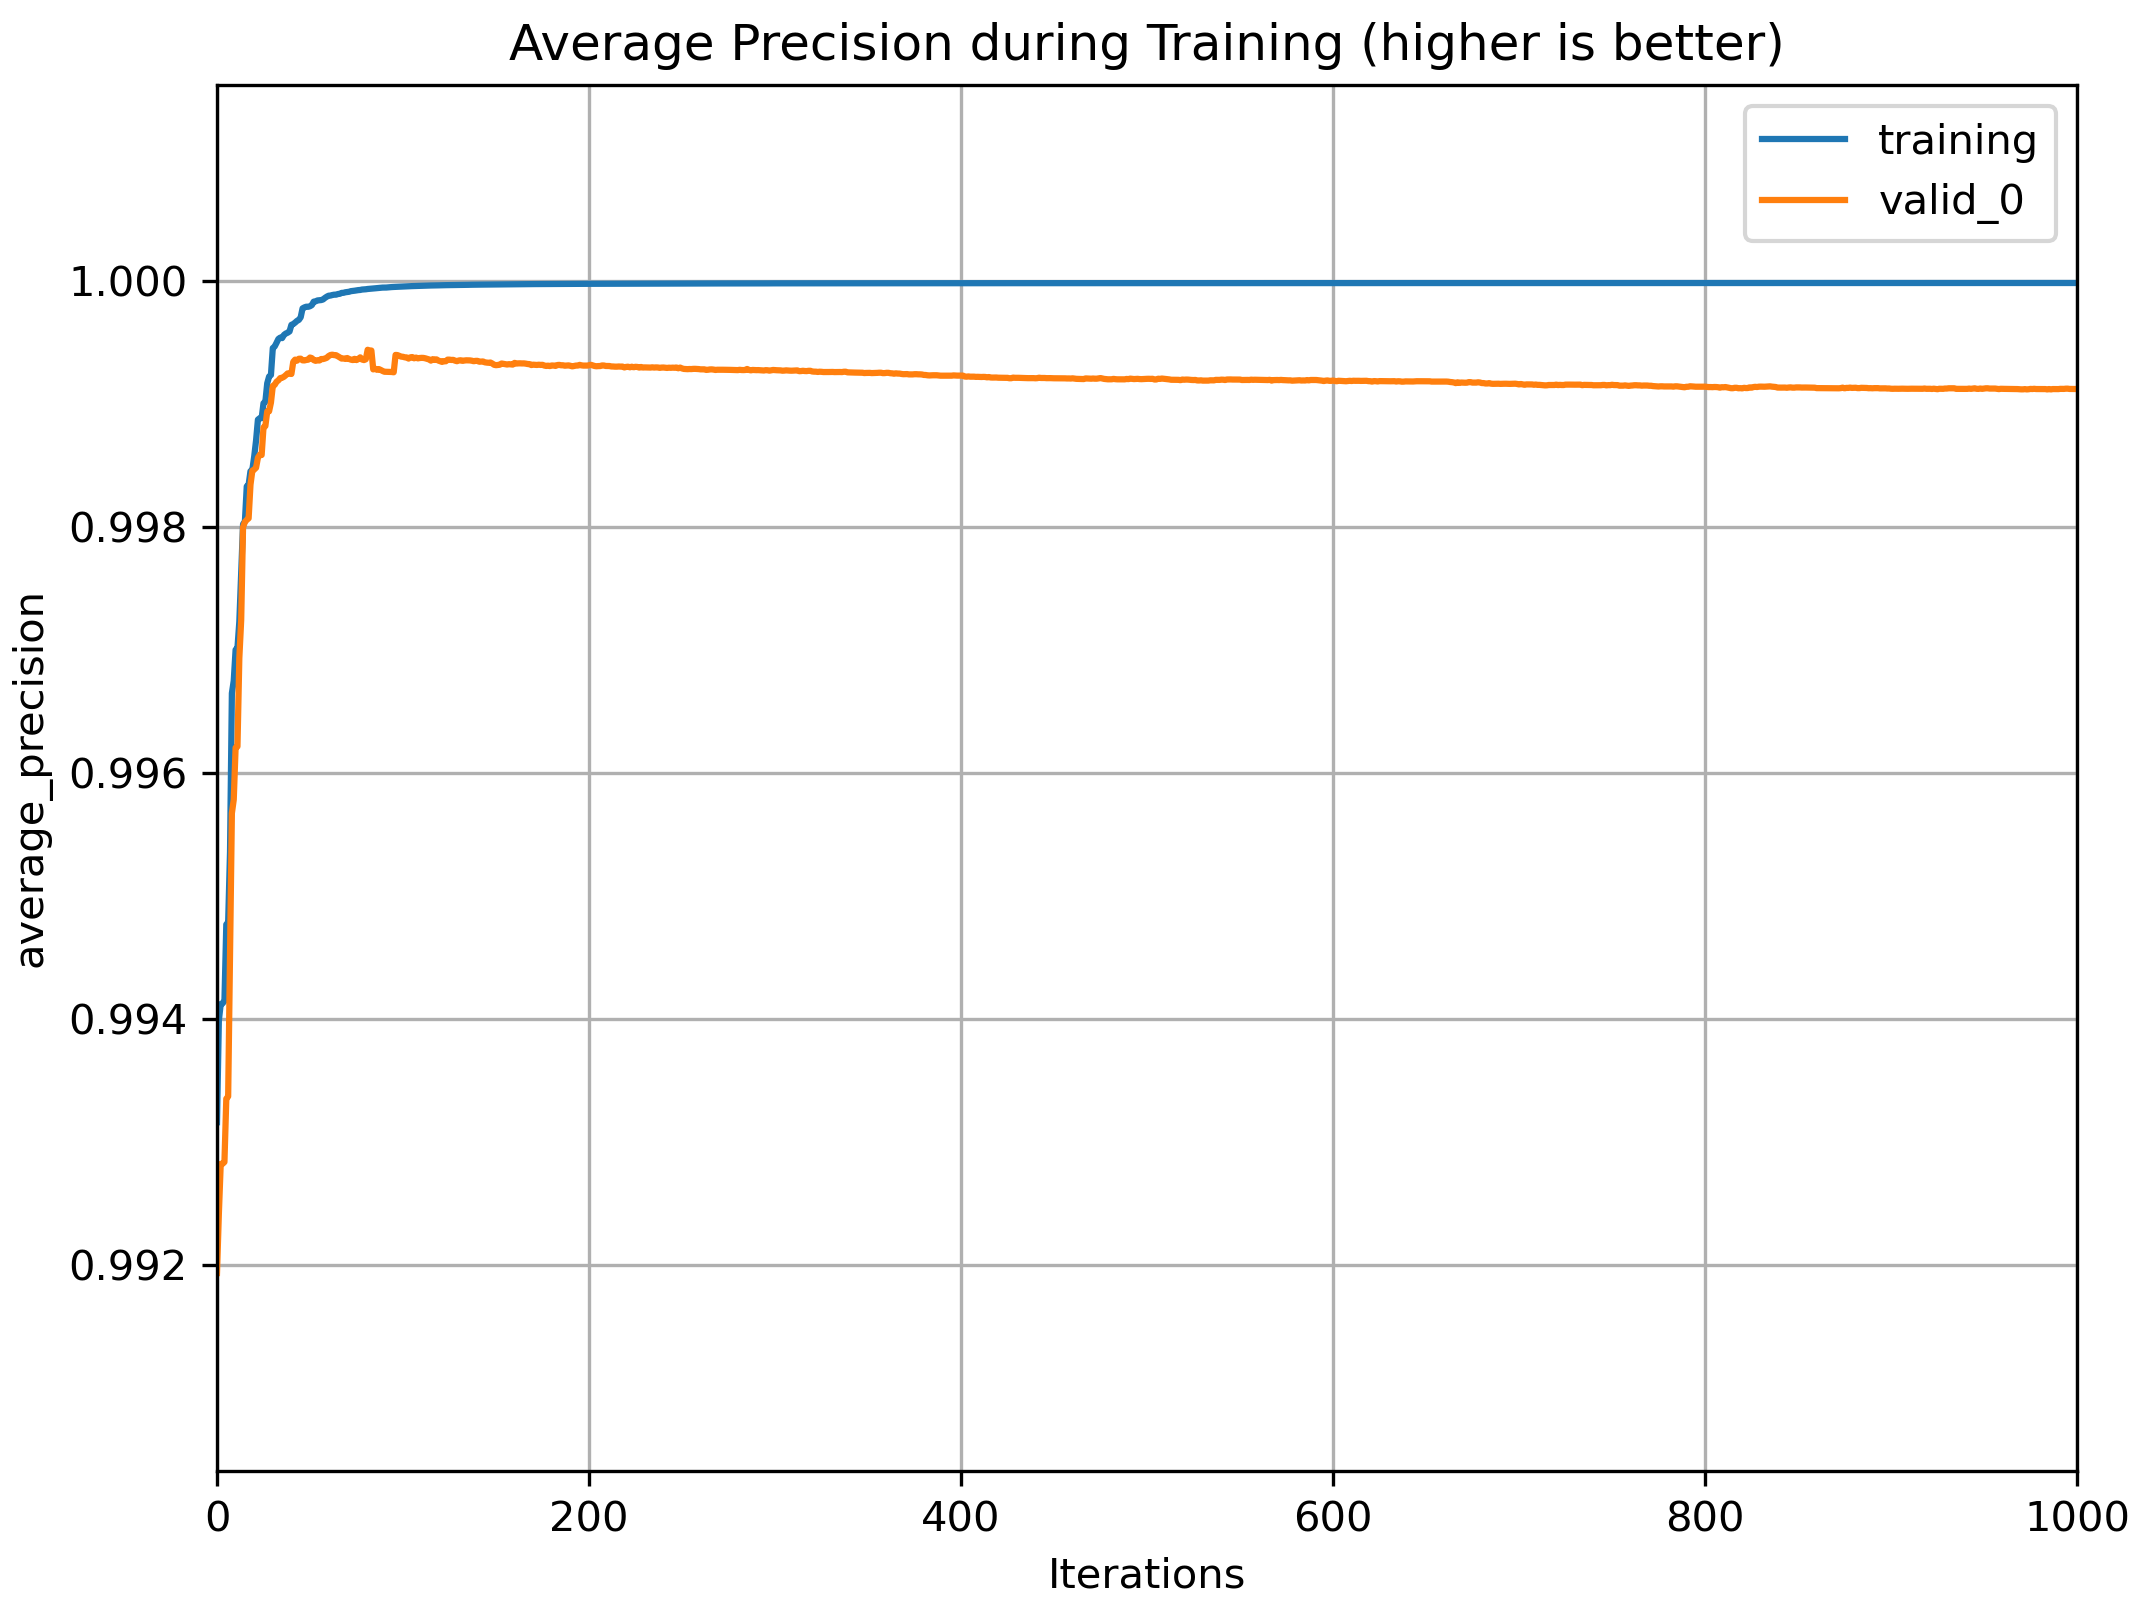 Average Precision during Training (higher is better)
training
valid_0
1.000
0.998
0.996
0.994
0.992
average_precision
0
200
400
600
800
1000
Iterations